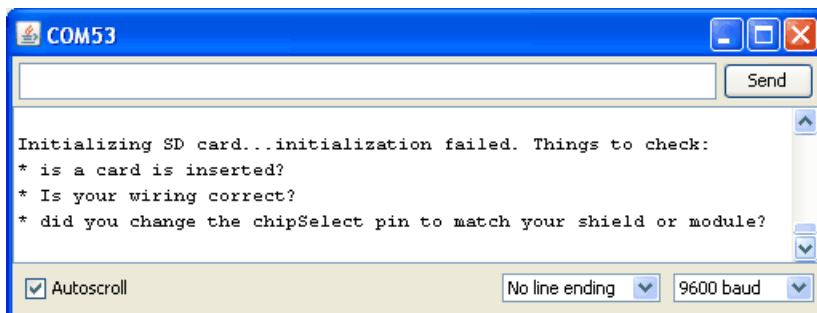 COM53
Send
Initializing SD card...initialization failed. Things to check:
* is a card is inserted?
* Is your wiring correct?
* did you change the chipSelect pin to match your shield or module?
Autoscroll
No line ending
9600 baud